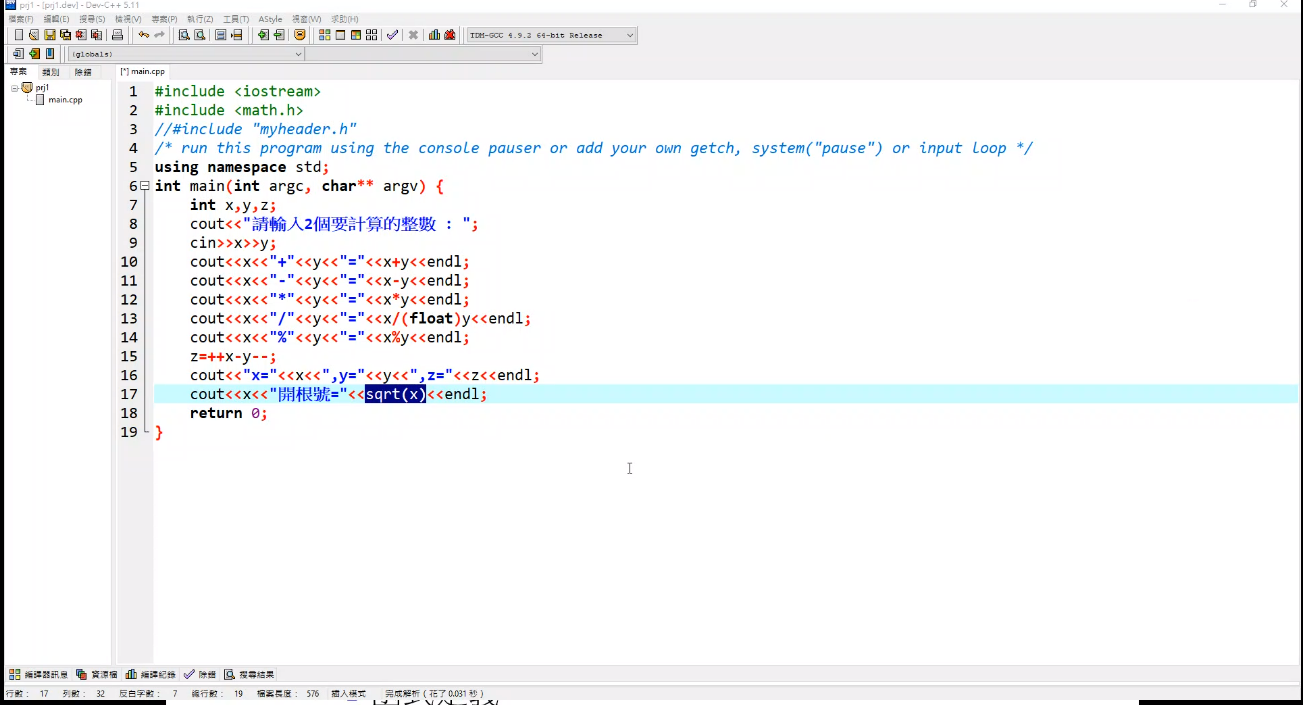 prj1 - [prj1.dev] - Dev-C++ 5.11
檔案(F) 編輯(E) 搜尋(S) 檢視(V) 專案(P) 執行(Z) 工具(T) AStyle 視窗(W) 求助(H)
TDM-GCC 4.9.2 64-bit Release
(globals)
專案 類別 除錯 [*] main.cpp
prj1
main.cpp
1 #include <iostream>
2 #include <math.h>
3 //#include "myheader.h"
4 /* run this program using the console pauser or add your own getch, system("pause") or input loop */
5 using namespace std;
6 int main(int argc, char** argv) {
7 int x,y,z;
8 cout<<"請輸入2個要計算的整數 : ";
9 cin>>x>>y;
10 cout<<x<<"+"<<y<<"="<<x+y<<endl;
11 cout<<x<<"-"<<y<<"="<<x-y<<endl;
12 cout<<x<<"*"<<y<<"="<<x*y<<endl;
13 cout<<x<<"/"<<y<<"="<<x/(float)y<<endl;
14 cout<<x<<"%"<<y<<"="<<x%y<<endl;
15 z=++x-y--;
16 cout<<"x="<<x<<",y="<<y<<",z="<<z<<endl;
17 cout<<x<<"開根號="<<sqrt(x)<<endl;
18 return 0;
19 }
編譯器訊息 資源檔 編譯紀錄 除錯 搜尋結果
行數: 17 列數: 32 反白字數: 7 總行數: 19 檔案長度: 576 插入模式 完成解析 (花了 0.031 秒)